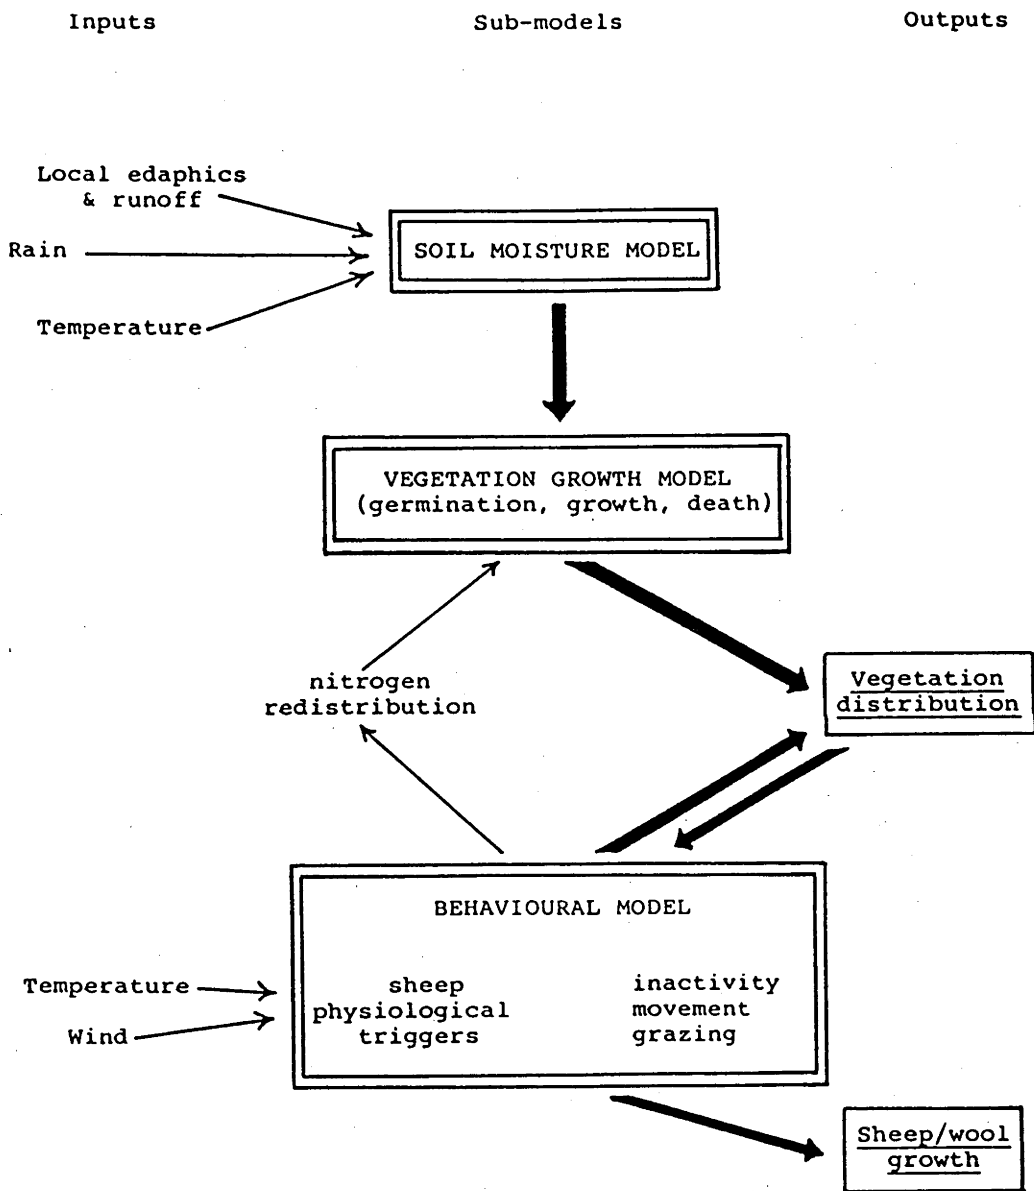 Inputs
Sub-models
Outputs
Local edaphics
& runoff
Rain
Temperature
SOIL MOISTURE MODEL
VEGETATION GROWTH MODEL
(germination, growth, death)
nitrogen
redistribution
Vegetation
distribution
BEHAVIOURAL MODEL
Temperature
Wind
sheep
physiological
triggers
inactivity
movement
grazing
Sheep/wool
growth